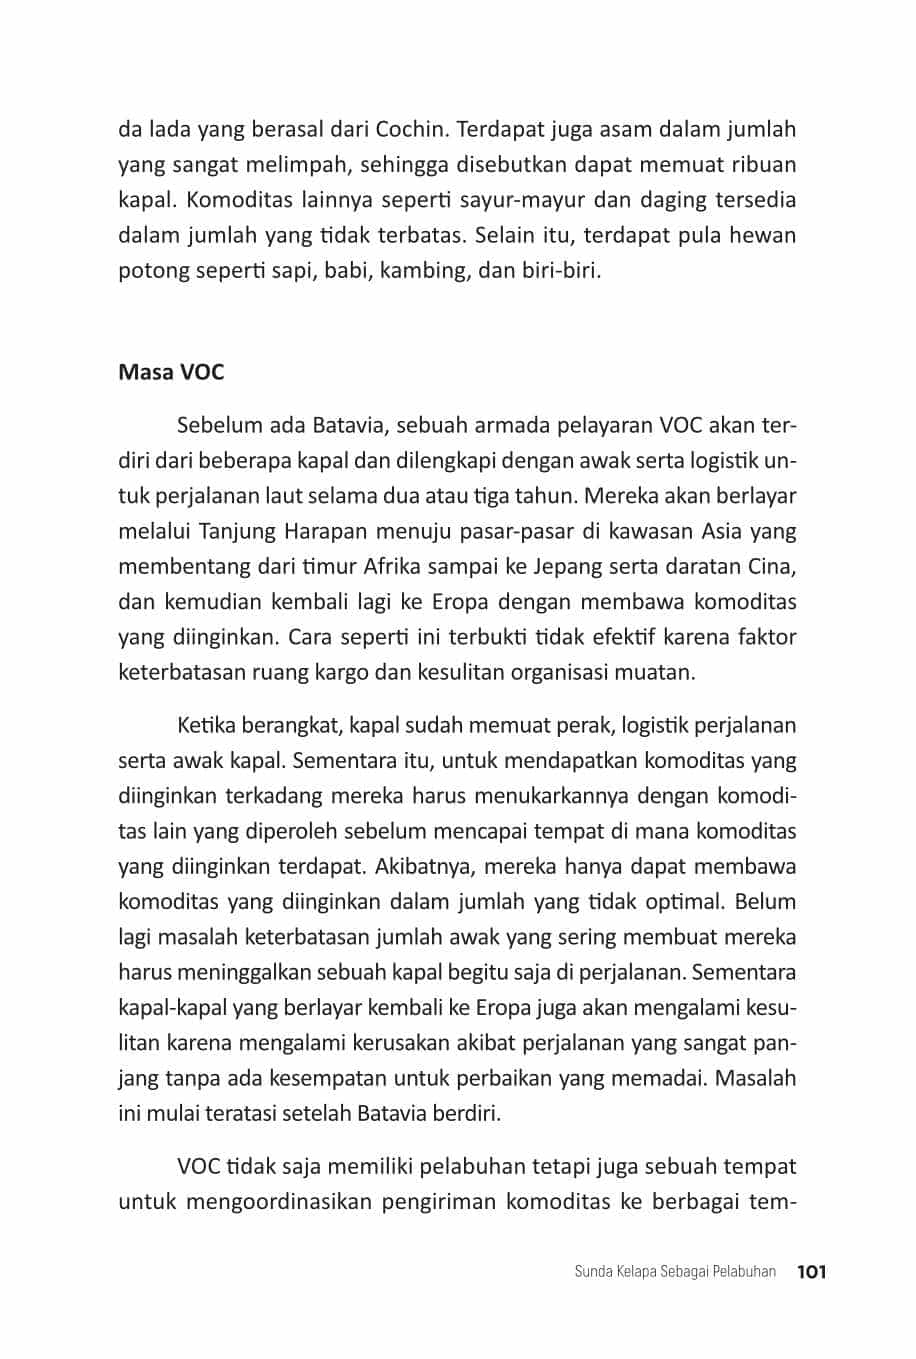 da lada yang berasal dari Cochin. Terdapat juga asam dalam jumlah
yang sangat melimpah, sehingga disebutkan dapat memuat ribuan
kapal. Komoditas lainnya seperti sayur-mayur dan daging tersedia
dalam jumlah yang tidak terbatas. Selain itu, terdapat pula hewan
potong seperti sapi, babi, kambing, dan biri-biri.
Masa VOC
Sebelum ada Batavia, sebuah armada pelayaran VOC akan ter-
diri dari beberapa kapal dan dilengkapi dengan awak serta logistik un-
tuk perjalanan laut selama dua atau tiga tahun. Mereka akan berlayar
melalui Tanjung Harapan menuju pasar-pasar di kawasan Asia yang
membentang dari timur Afrika sampai ke Jepang serta daratan Cina,
dan kemudian kembali lagi ke Eropa dengan membawa komoditas
yang diinginkan. Cara seperti ini terbukti tidak efektif karena faktor
keterbatasan ruang kargo dan kesulitan organisasi muatan.
Ketika berangkat, kapal sudah memuat perak, logistik perjalanan
serta awak kapal. Sementara itu, untuk mendapatkan komoditas yang
diinginkan terkadang mereka harus menukarkannya dengan komodi-
tas lain yang diperoleh sebelum mencapai tempat di mana komoditas
yang diinginkan terdapat. Akibatnya, mereka hanya dapat membawa
komoditas yang diinginkan dalam jumlah yang tidak optimal. Belum
lagi masalah keterbatasan jumlah awak yang sering membuat mereka
harus meninggalkan sebuah kapal begitu saja di perjalanan. Sementara
kapal-kapal yang berlayar kembali ke Eropa juga akan mengalami kesu-
litan karena mengalami kerusakan akibat perjalanan yang sangat pan-
jang tanpa ada kesempatan untuk perbaikan yang memadai. Masalah
ini mulai teratasi setelah Batavia berdiri.
VOC tidak saja memiliki pelabuhan tetapi juga sebuah tempat
untuk mengoordinasikan pengiriman komoditas ke berbagai tem-
Sunda Kelapa Sebagai Pelabuhan 101